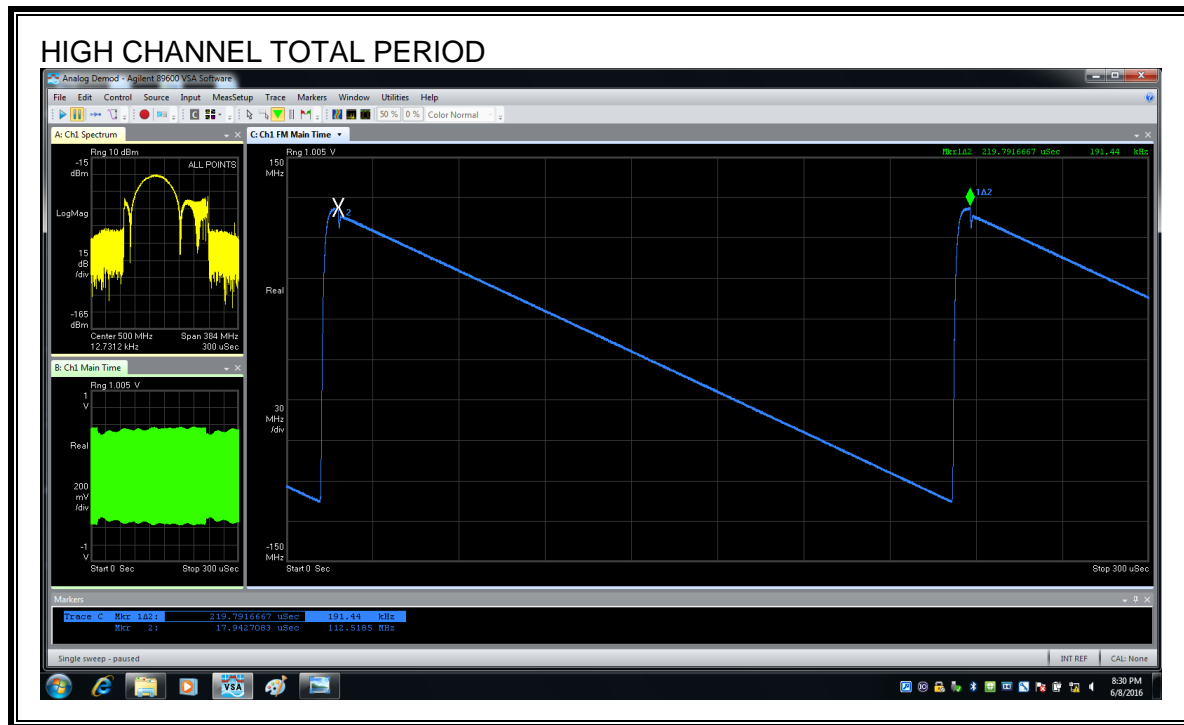 HIGH CHANNEL TOTAL PERIOD
Analog Demod - Agilent 89600 VSA Software
File Edit Control Source Input MeasSetup Trace Markers Window Utilities Help
50 % 0 % Color Normal
A: Ch1 Spectrum
Rng 10 dBm
ALL POINTS
-15
dBm
LogMag
15
dB
/div
-165
dBm
Center 500 MHz Span 384 MHz
12.7312 kHz 300 uSec
B: Ch1 Main Time
Rng 1.005 V
1
V
Real
200
mV
/div
-1
V
Start 0 Sec Stop 300 uSec
C: Ch1 FM Main Time
Rng 1.005 V Mkr1Δ2 219.7916667 uSec 191.44 kHz
150
MHz
2
1Δ2
Real
30
MHz
/div
-150
MHz
Start 0 Sec Stop 300 uSec
Markers
Trace C Mkr 1Δ2: 219.7916667 uSec 191.44 kHz
Mkr 2: 17.9427083 uSec 112.5185 MHz
Single sweep - paused INT REF CAL: None
VSA
8:30 PM
6/8/2016